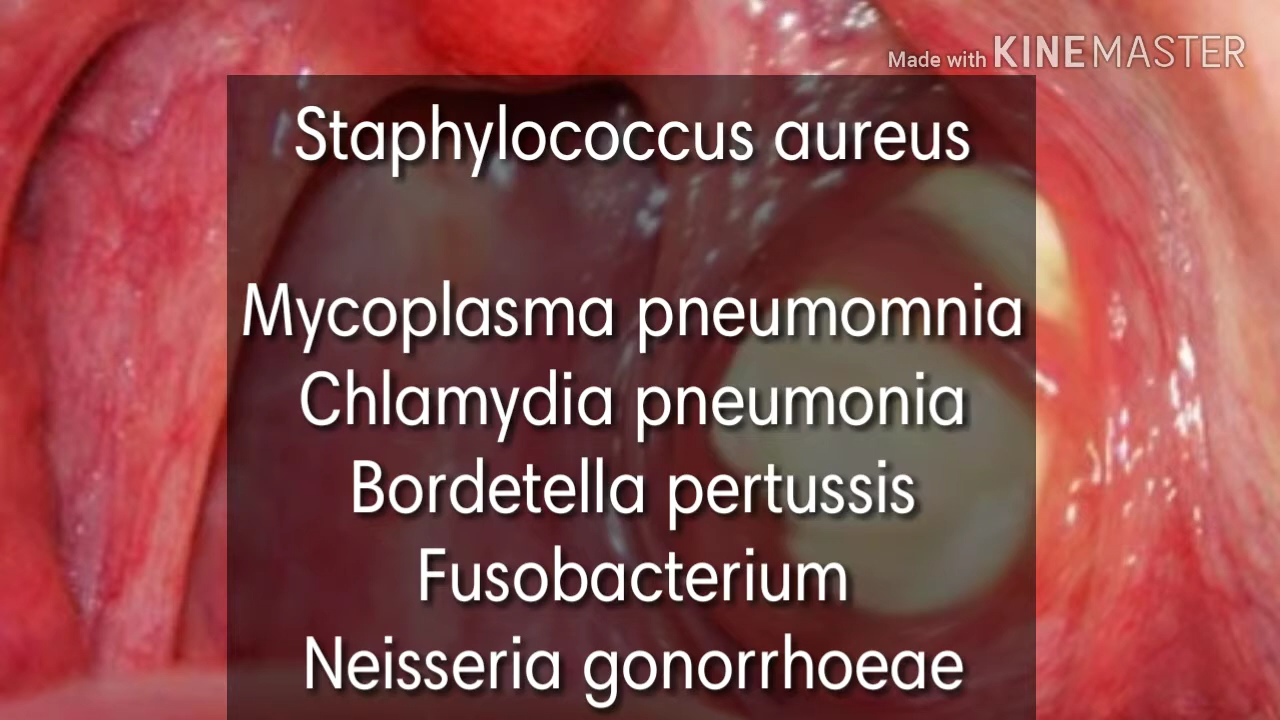 Made with KINEMASTER
Staphylococcus aureus
Mycoplasma pneumomnia
Chlamydia pneumonia
Bordetella pertussis
Fusobacterium
Neisseria gonorrhoeae